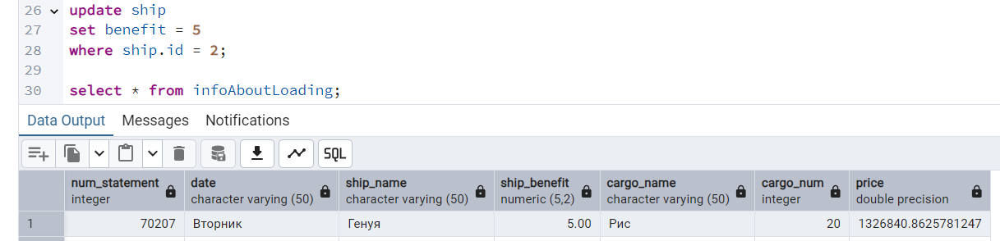 26 update ship
27 set benefit = 5
28 where ship.id = 2;
29
30 select * from infoAboutLoading;
Data Output Messages Notifications
SQL
num_statement date ship_name ship_benefit cargo_name cargo_num price
integer character varying (50) character varying (50) numeric (5,2) character varying (50) integer double precision
1 70207 Вторник Генуя 5.00 Рис 20 1326840.8625781247